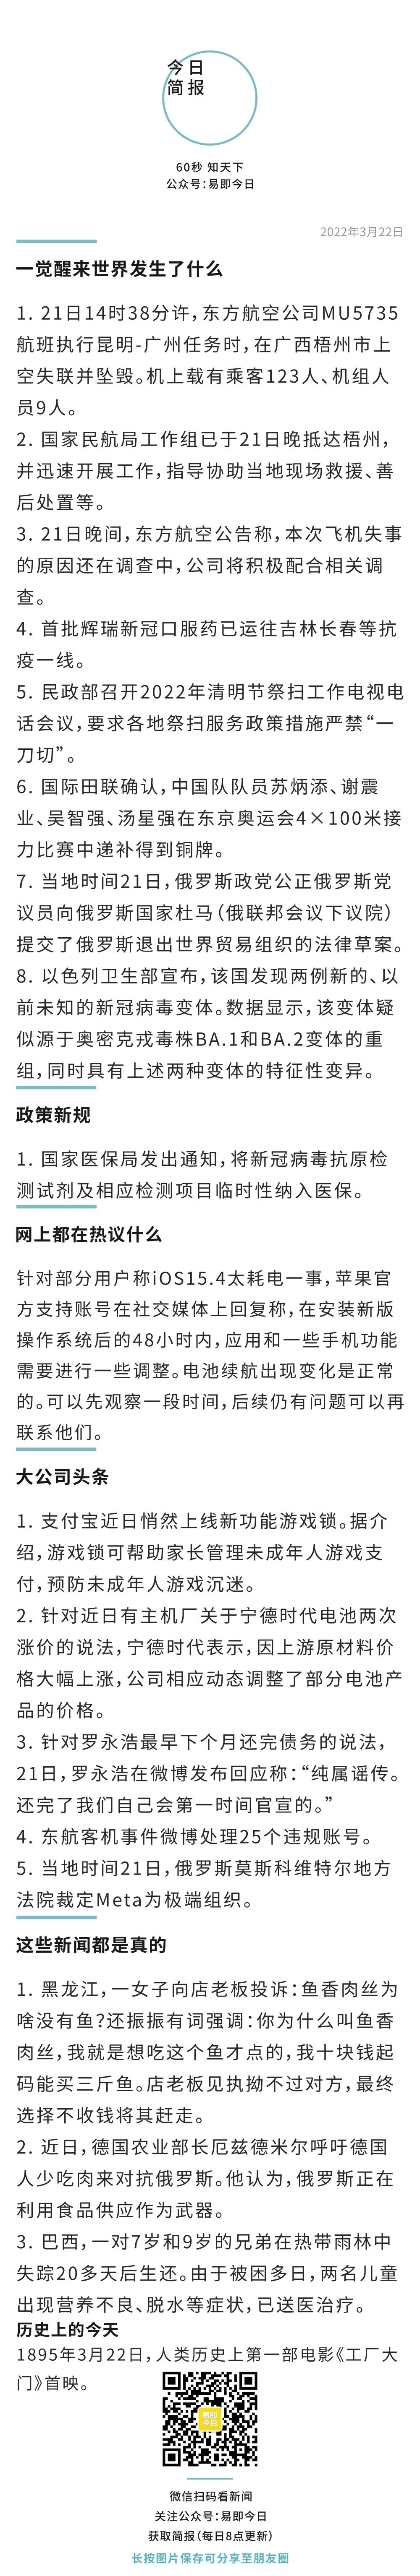 今日
简报
60秒 知天下
公众号：易即今日
2022年3月22日
一觉醒来世界发生了什么
1. 21日14时38分许，东方航空公司MU5735
航班执行昆明-广州任务时，在广西梧州市上
空失联并坠毁。机上载有乘客123人、机组人
员9人。
2. 国家民航局工作组已于21日晚抵达梧州，
并迅速开展工作，指导协助当地现场救援、善
后处置等。
3. 21日晚间，东方航空公告称，本次飞机失事
的原因还在调查中，公司将积极配合相关调
查。
4. 首批辉瑞新冠口服药已运往吉林长春等抗
疫一线。
5. 民政部召开2022年清明节祭扫工作电视电
话会议，要求各地祭扫服务政策措施严禁“一
刀切”。
6. 国际田联确认，中国队队员苏炳添、谢震
业、吴智强、汤星强在东京奥运会4×100米接
力比赛中递补得到铜牌。
7. 当地时间21日，俄罗斯政党公正俄罗斯党
议员向俄罗斯国家杜马（俄联邦会议下议院）
提交了俄罗斯退出世界贸易组织的法律草案。
8. 以色列卫生部宣布，该国发现两例新的、以
前未知的新冠病毒变体。数据显示，该变体疑
似源于奥密克戎毒株BA.1和BA.2变体的重
组，同时具有上述两种变体的特征性变异。
政策新规
1. 国家医保局发出通知，将新冠病毒抗原检
测试剂及相应检测项目临时性纳入医保。
网上都在热议什么
针对部分用户称iOS15.4太耗电一事，苹果官
方支持账号在社交媒体上回复称，在安装新版
操作系统后的48小时内，应用和一些手机功能
需要进行一些调整。电池续航出现变化是正常
的。可以先观察一段时间，后续仍有问题可以再
联系他们。
大公司头条
1. 支付宝近日悄然上线新功能游戏锁。据介
绍，游戏锁可帮助家长管理未成年人游戏支
付，预防未成年人游戏沉迷。
2. 针对近日有主机厂关于宁德时代电池两次
涨价的说法，宁德时代表示，因上游原材料价
格大幅上涨，公司相应动态调整了部分电池产
品的价格。
3. 针对罗永浩最早下个月还完债务的说法，
21日，罗永浩在微博发布回应称：“纯属谣传。
还完了我们自己会第一时间官宣的。”
4. 东航客机事件微博处理25个违规账号。
5. 当地时间21日，俄罗斯莫斯科维特尔地方
法院裁定Meta为极端组织。
这些新闻都是真的
1. 黑龙江，一女子向店老板投诉：鱼香肉丝为
啥没有鱼？还振振有词强调：你为什么叫鱼香
肉丝，我就是想吃这个鱼才点的，我十块钱起
码能买三斤鱼。店老板见执拗不过对方，最终
选择不收钱将其赶走。
2. 近日，德国农业部长厄兹德米尔呼吁德国
人少吃肉来对抗俄罗斯。他认为，俄罗斯正在
利用食品供应作为武器。
3. 巴西，一对7岁和9岁的兄弟在热带雨林中
失踪20多天后生还。由于被困多日，两名儿童
出现营养不良、脱水等症状，已送医治疗。
历史上的今天
1895年3月22日，人类历史上第一部电影《工厂大
门》首映。
易即
今日
微信扫码看新闻
关注公众号：易即今日
获取简报（每日8点更新）
长按图片保存可分享至朋友圈